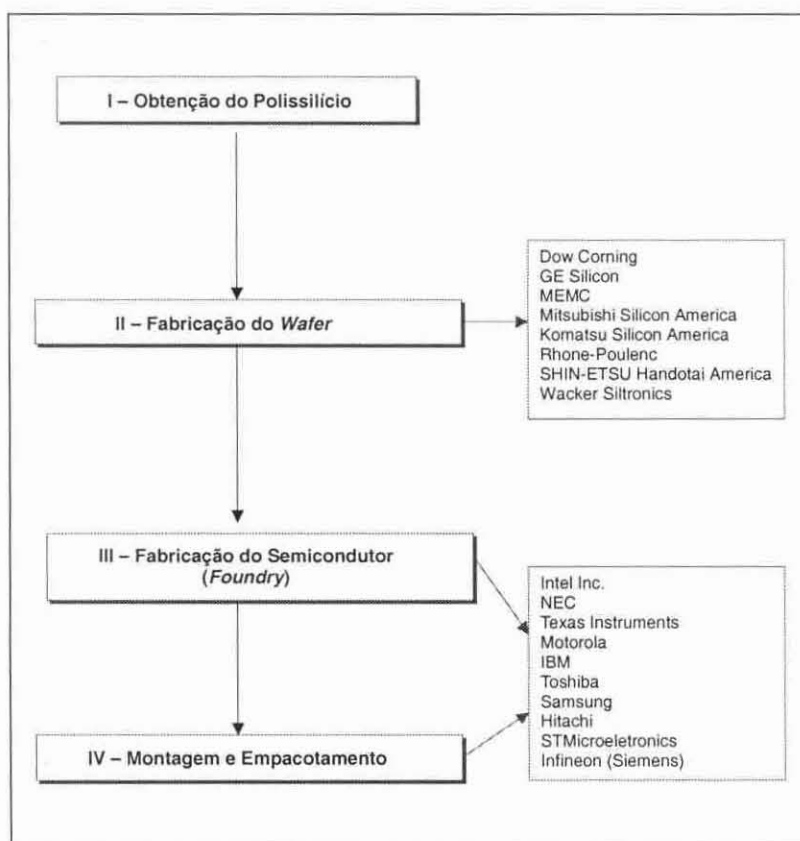 I – Obtenção do Polissilício
II – Fabricação do Wafer
Dow Corning
GE Silicon
MEMC
Mitsubishi Silicon America
Komatsu Silicon America
Rhone-Poulenc
SHIN-ETSU Handotai America
Wacker Siltronics
III – Fabricação do Semicondutor
(Foundry)
Intel Inc.
NEC
Texas Instruments
Motorola
IBM
Toshiba
Samsung
Hitachi
STMicroeletronics
Infineon (Siemens)
IV – Montagem e Empacotamento